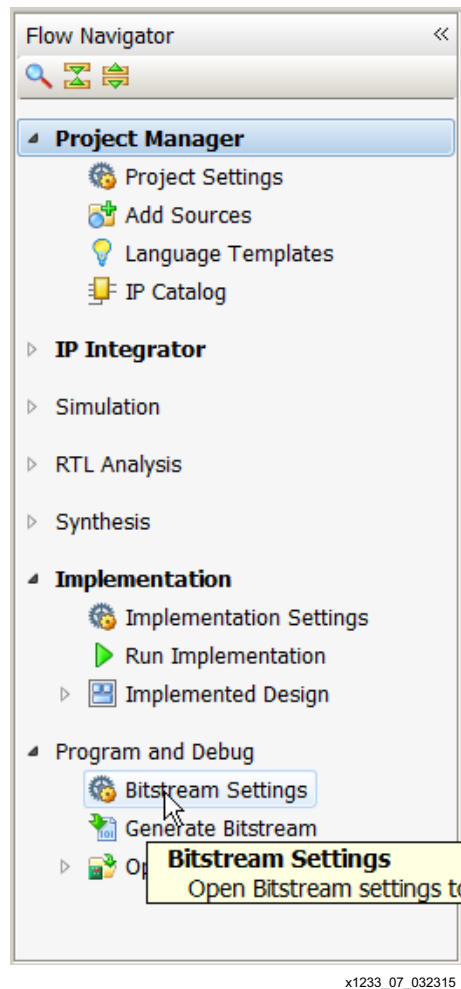 Flow Navigator
Project Manager
Project Settings
Add Sources
Language Templates
IP Catalog
IP Integrator
Simulation
RTL Analysis
Synthesis
Implementation
Implementation Settings
Run Implementation
Implemented Design
Program and Debug
Bitstream Settings
Generate Bitstream
Bitstream Settings
Open Bitstream settings to
x1233_07_032315